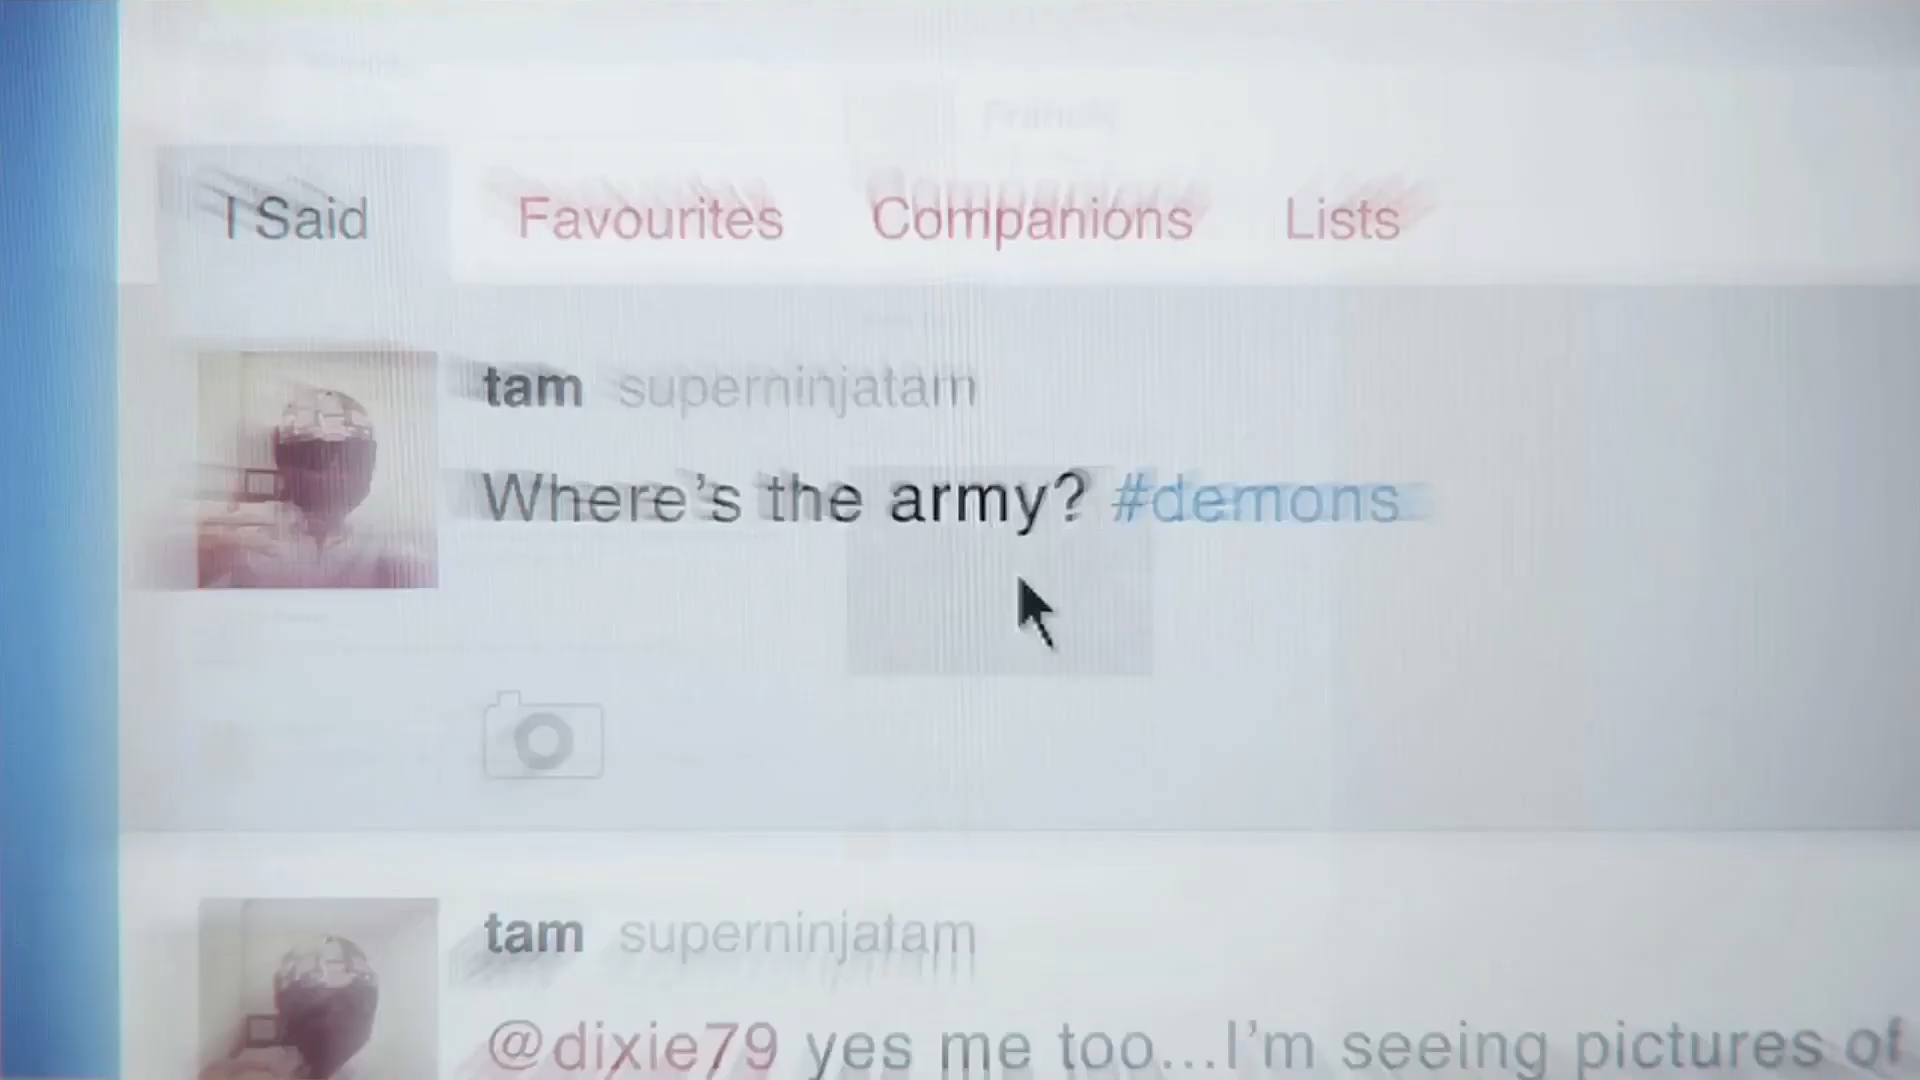 I Said Favourites Companions Lists
tam superninjatam
Where's the army? #demons
tam superninjatam
@dixie79 yes me too...I'm seeing pictures of